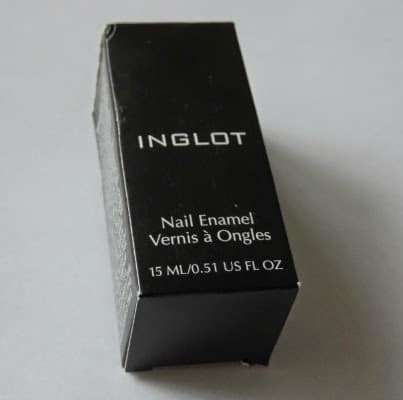 INGLOT
Nail Enamel
Vernis à Ongles
15 ML/0.51 US FL OZ